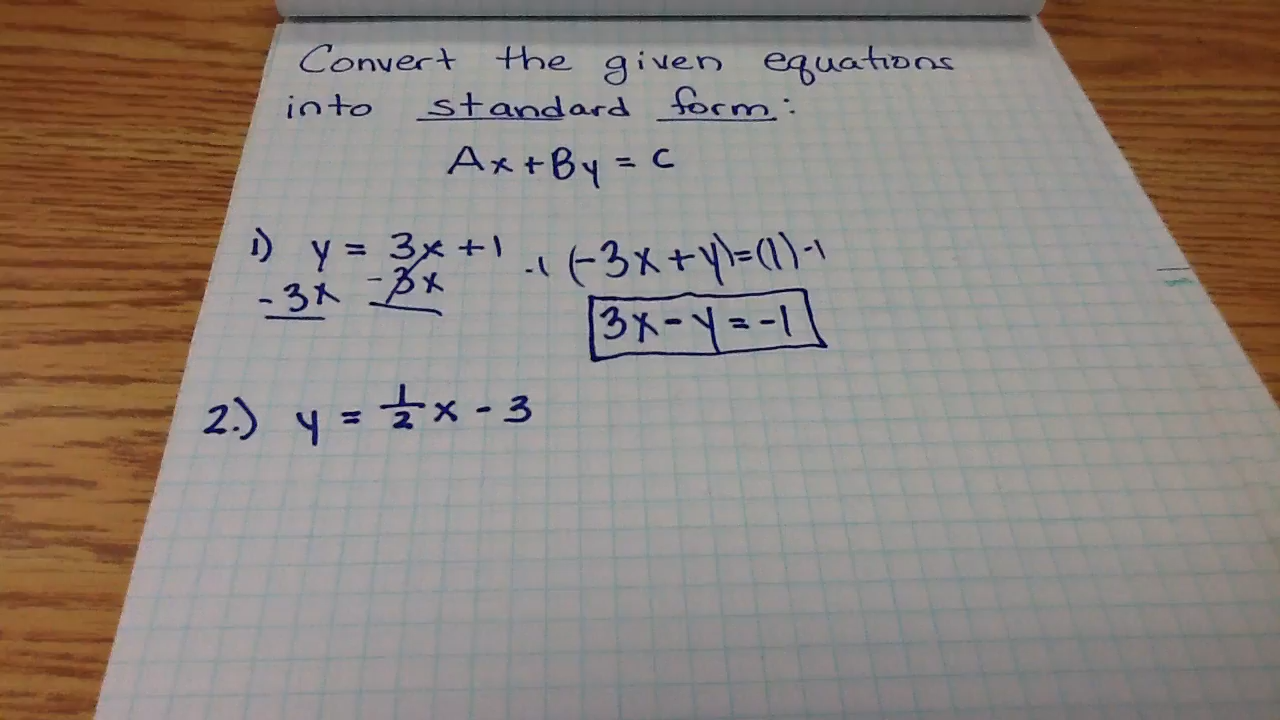 Convert the given equations
into standard form:
Ax + By = C
1) y = 3x + 1
-3x -3x
-1 (-3x + y) = (1) -1
3x - y = -1
2.) y = 1/2 x - 3